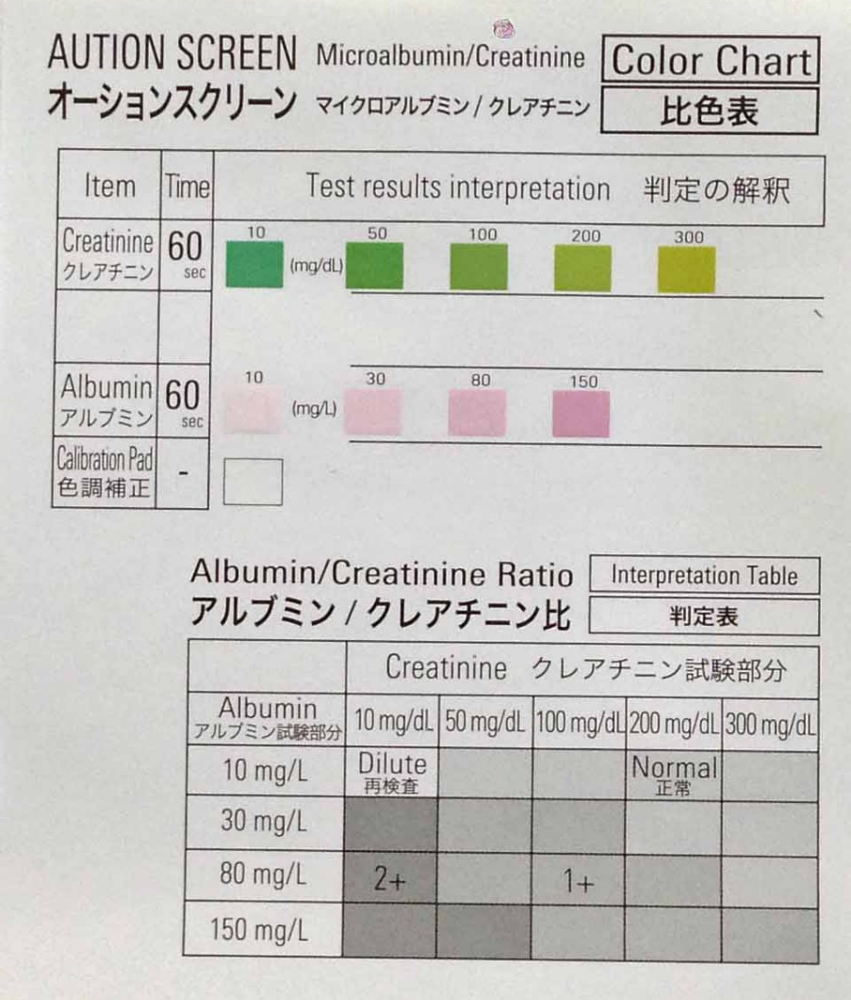 AUTION SCREEN Microalbumin/Creatinine Color Chart
オーションスクリーン マイクロアルブミン / クレアチニン 比色表
Item Time Test results interpretation 判定の解釈
Creatinine 60 10 (mg/dL) 50 100 200 300
クレアチニン sec
Albumin 60 10 (mg/L) 30 80 150
アルブミン sec
Calibration Pad -
色調補正
Albumin/Creatinine Ratio Interpretation Table
アルブミン / クレアチニン比 判定表
Creatinine クレアチニン試験部分
Albumin 10 mg/dL 50 mg/dL 100 mg/dL 200 mg/dL 300 mg/dL
アルブミン試験部分
10 mg/L Dilute Normal
再検査 正常
30 mg/L
80 mg/L 2+ 1+
150 mg/L